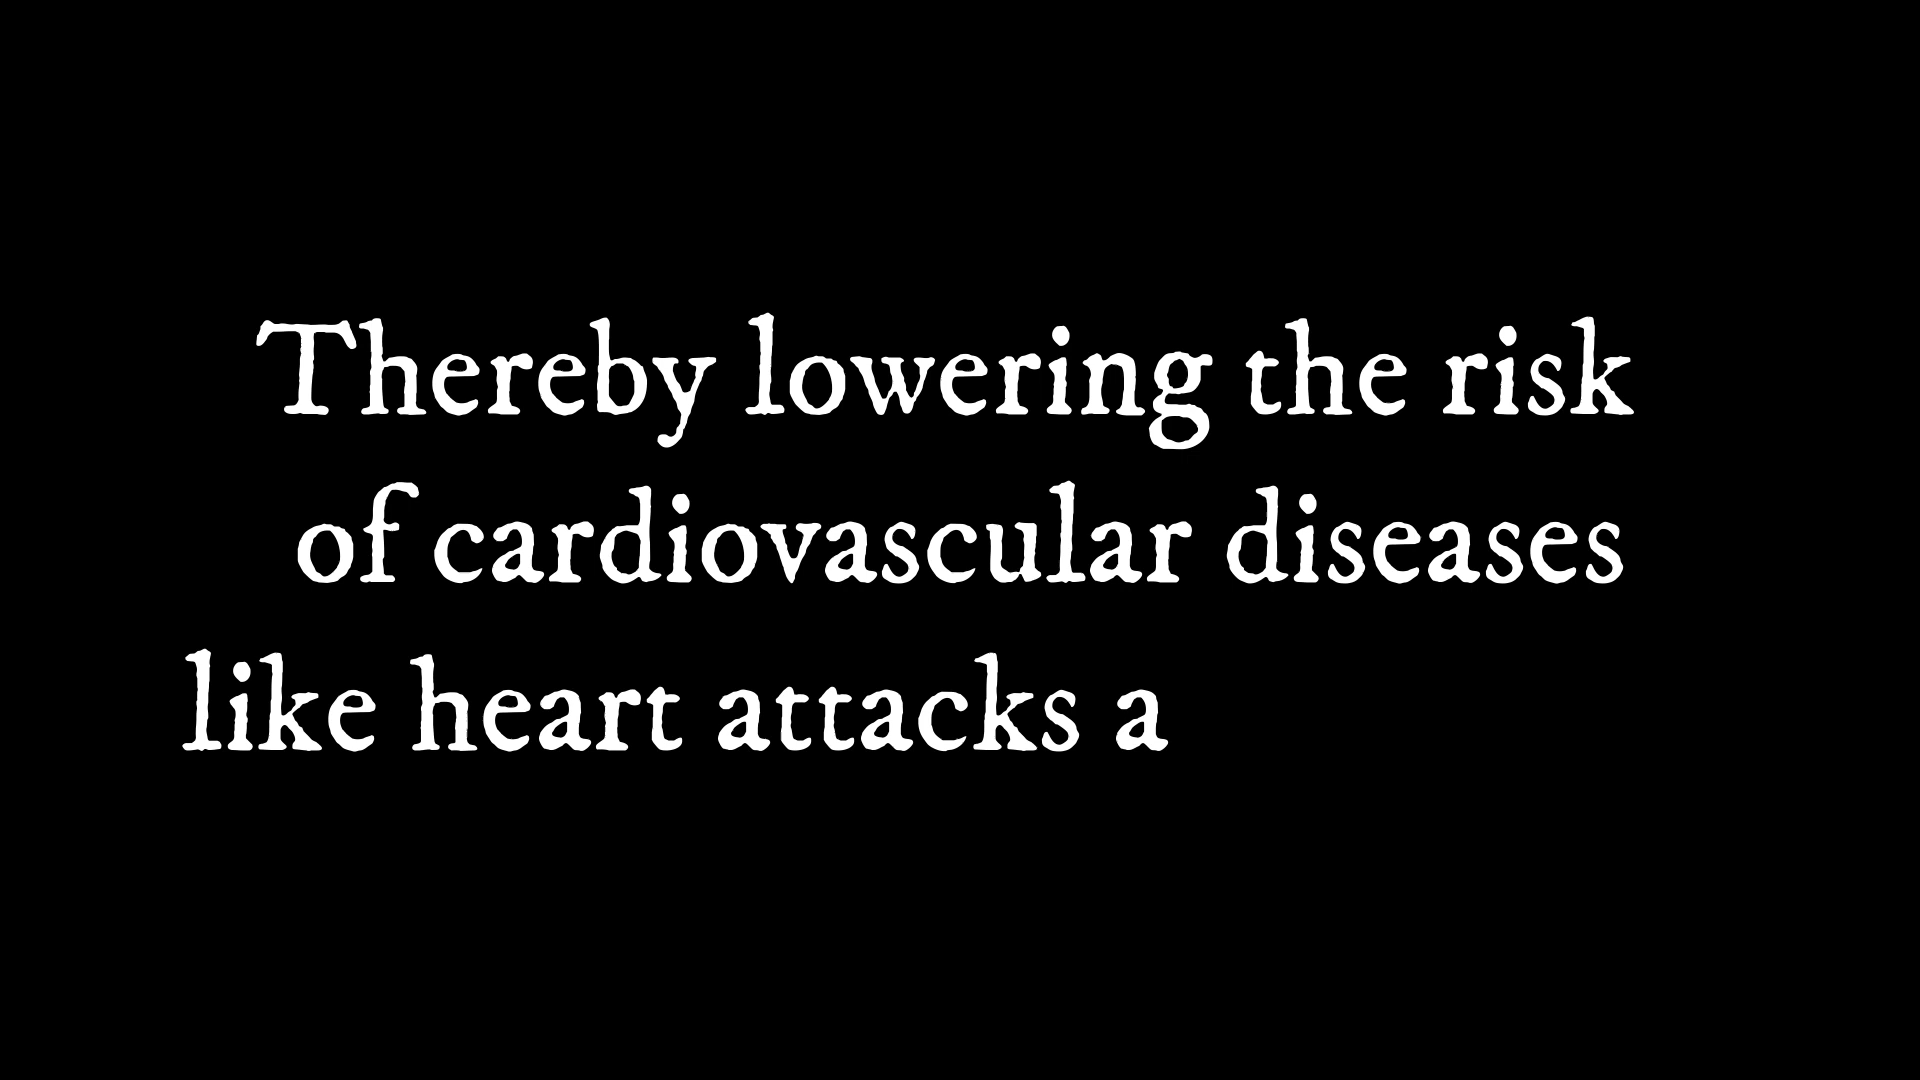 Thereby lowering the risk
of cardiovascular diseases
like heart attacks a